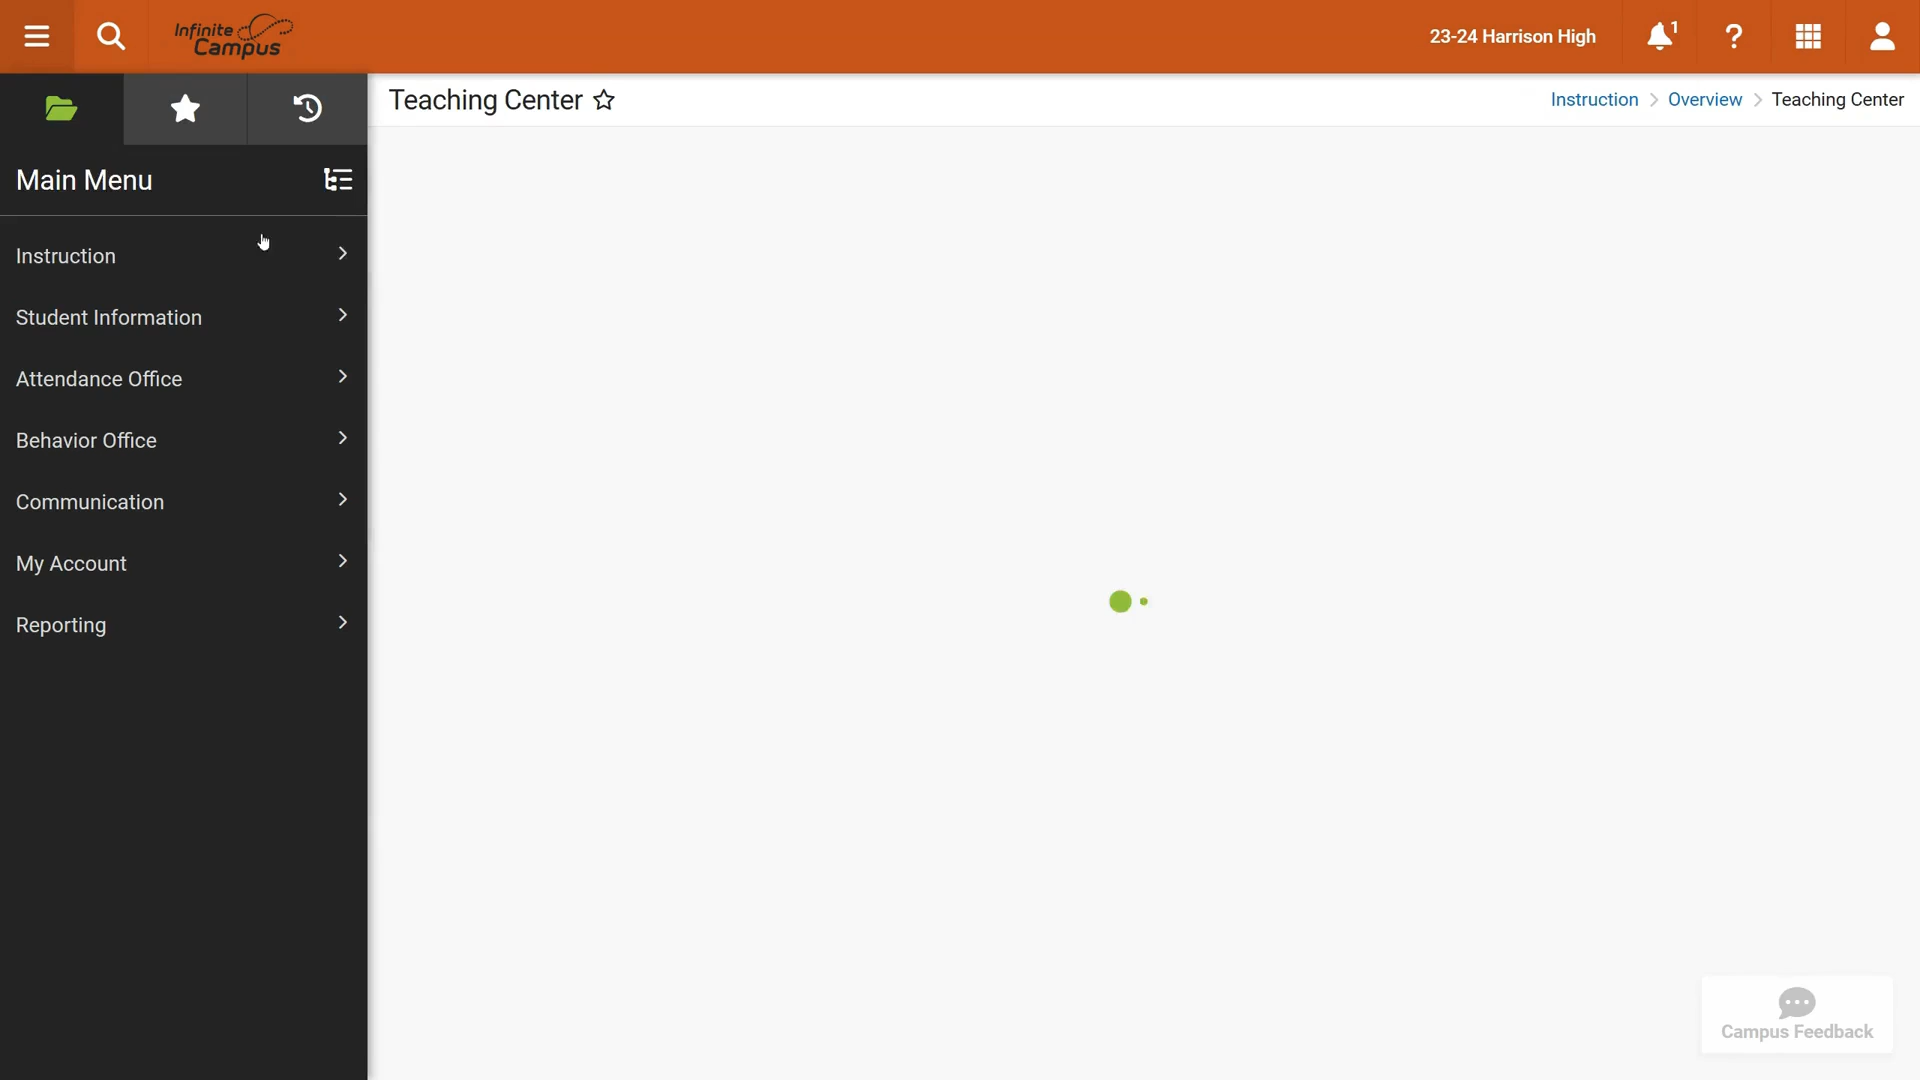 Infinite
Campus
23-24 Harrison High
1
?
Teaching Center
Instruction > Overview > Teaching Center
Main Menu
Instruction
Student Information
Attendance Office
Behavior Office
Communication
My Account
Reporting
Campus Feedback